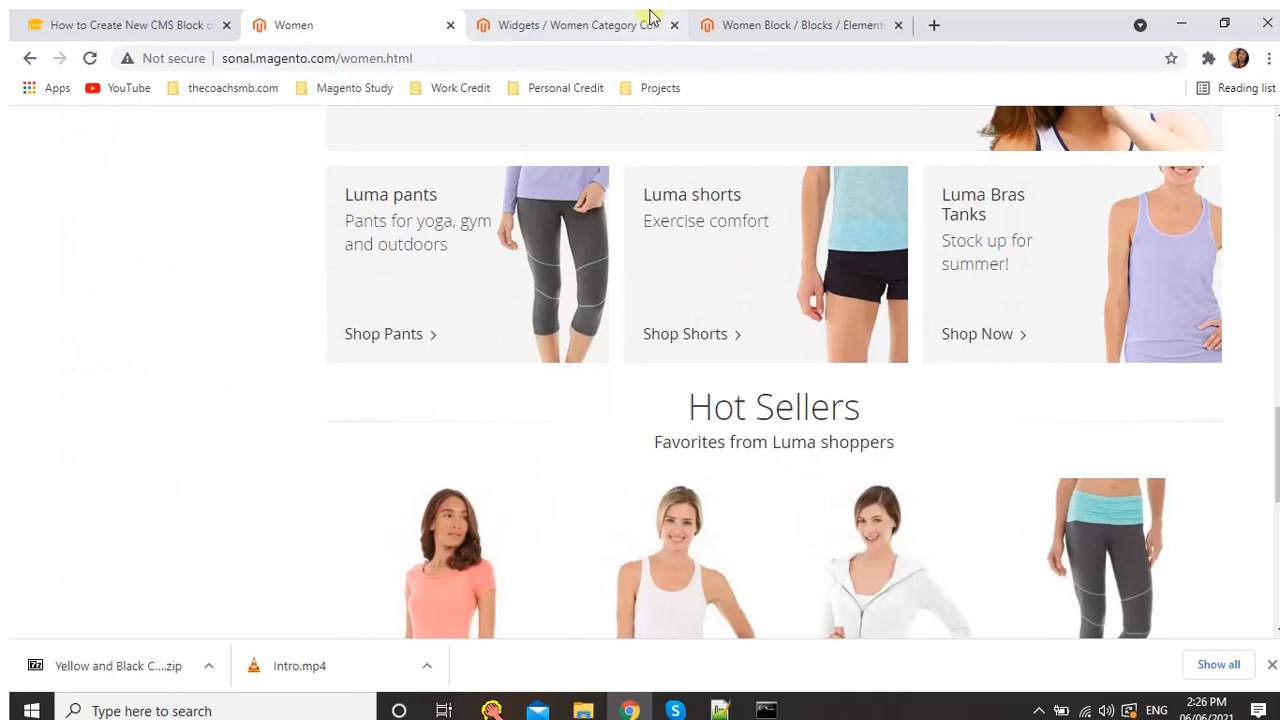 How to Create New CMS Block o
Women
Widgets / Women Category Co
Women Block / Blocks / Element
Not secure
sonal.magento.com/women.html
Apps
YouTube
thecoachsmb.com
Magento Study
Work Credit
Personal Credit
Projects
Reading list
Luma pants
Pants for yoga, gym
and outdoors
Shop Pants
Luma shorts
Exercise comfort
Shop Shorts
Luma Bras
Tanks
Stock up for
summer!
Shop Now
Hot Sellers
Favorites from Luma shoppers
Yellow and Black C....zip
Intro.mp4
Show all
Type here to search
2:26 PM
06/06/2021